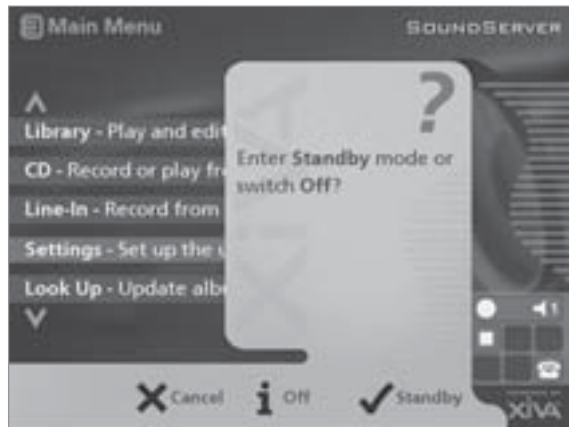 Main Menu
SOUNDSERVER
Library - Play and edit
CD - Record or play fr
Line-In - Record from
Settings - Set up the u
Look Up - Update alb
?
Enter Standby mode or
switch Off?
1
Cancel
i Off
Standby
XIVA